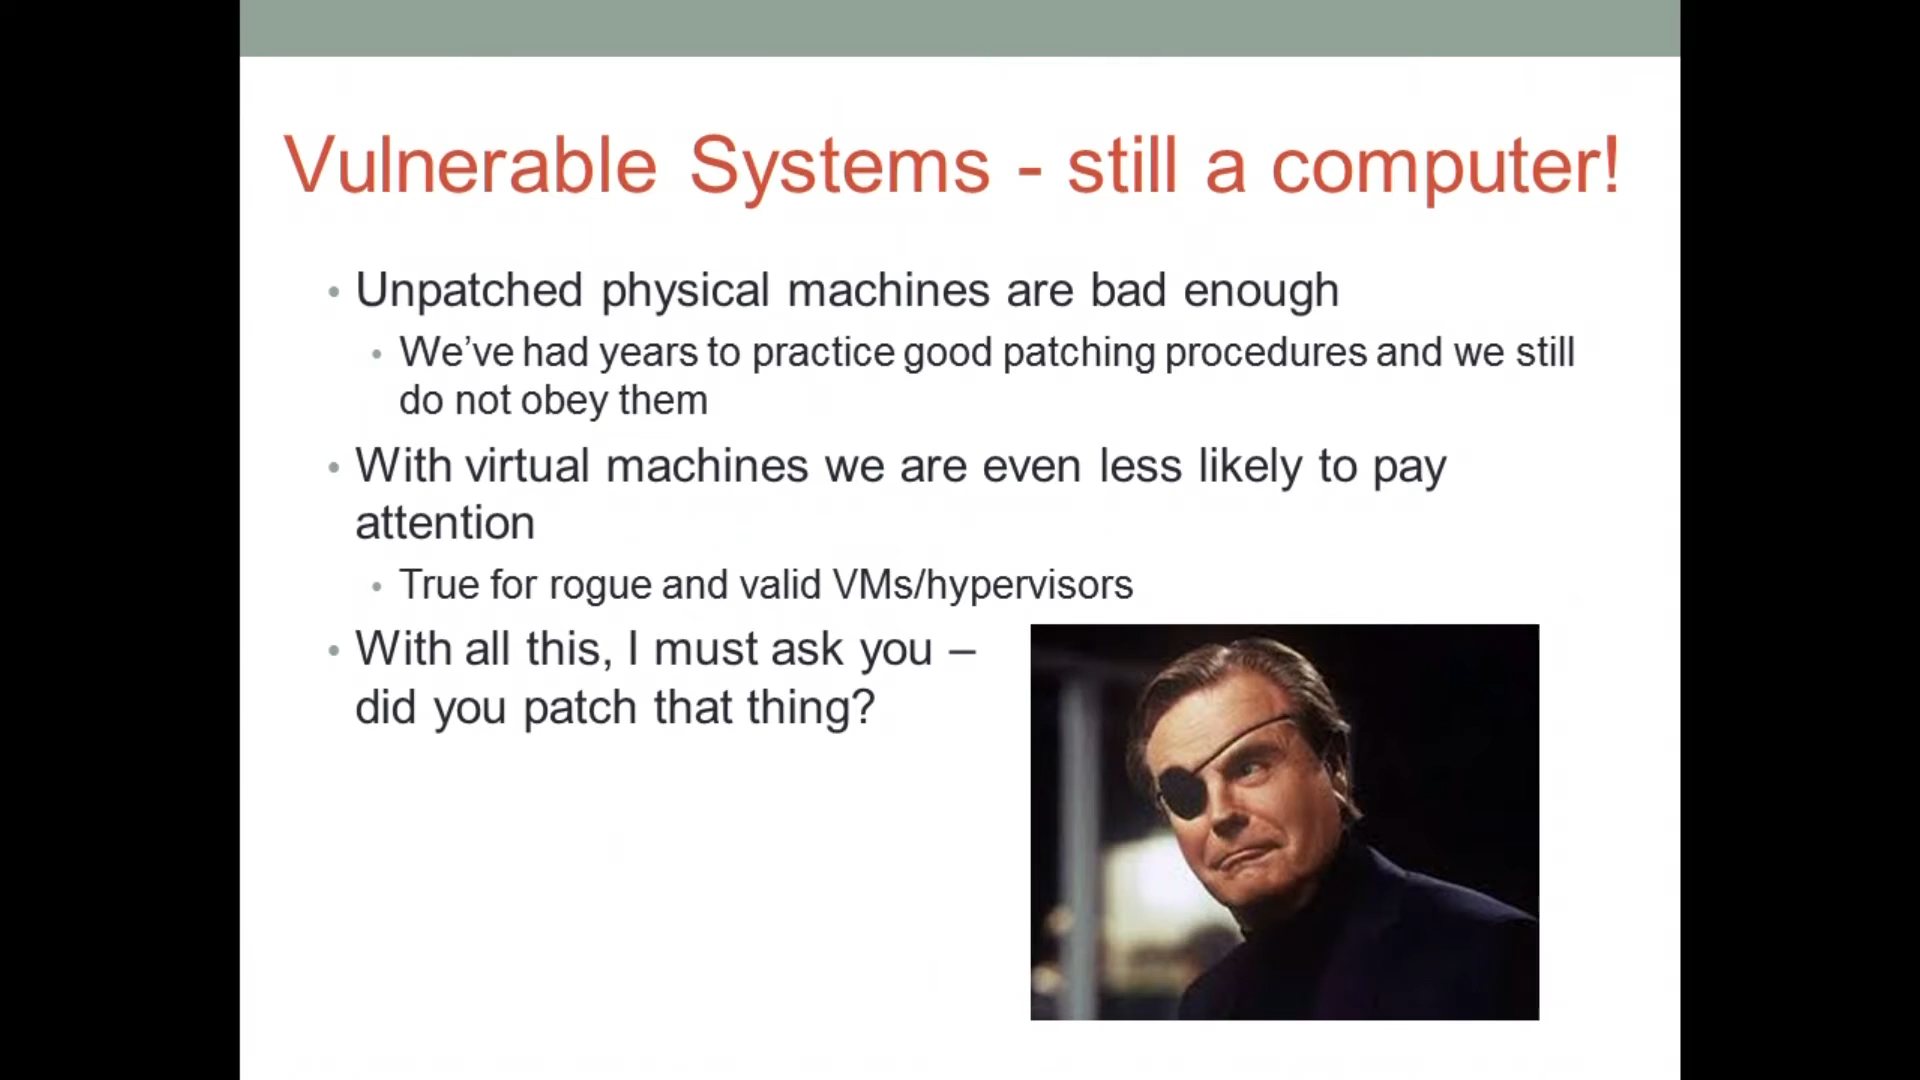 Vulnerable Systems - still a computer!
• Unpatched physical machines are bad enough
• We’ve had years to practice good patching procedures and we still
do not obey them
• With virtual machines we are even less likely to pay
attention
• True for rogue and valid VMs/hypervisors
• With all this, I must ask you –
did you patch that thing?